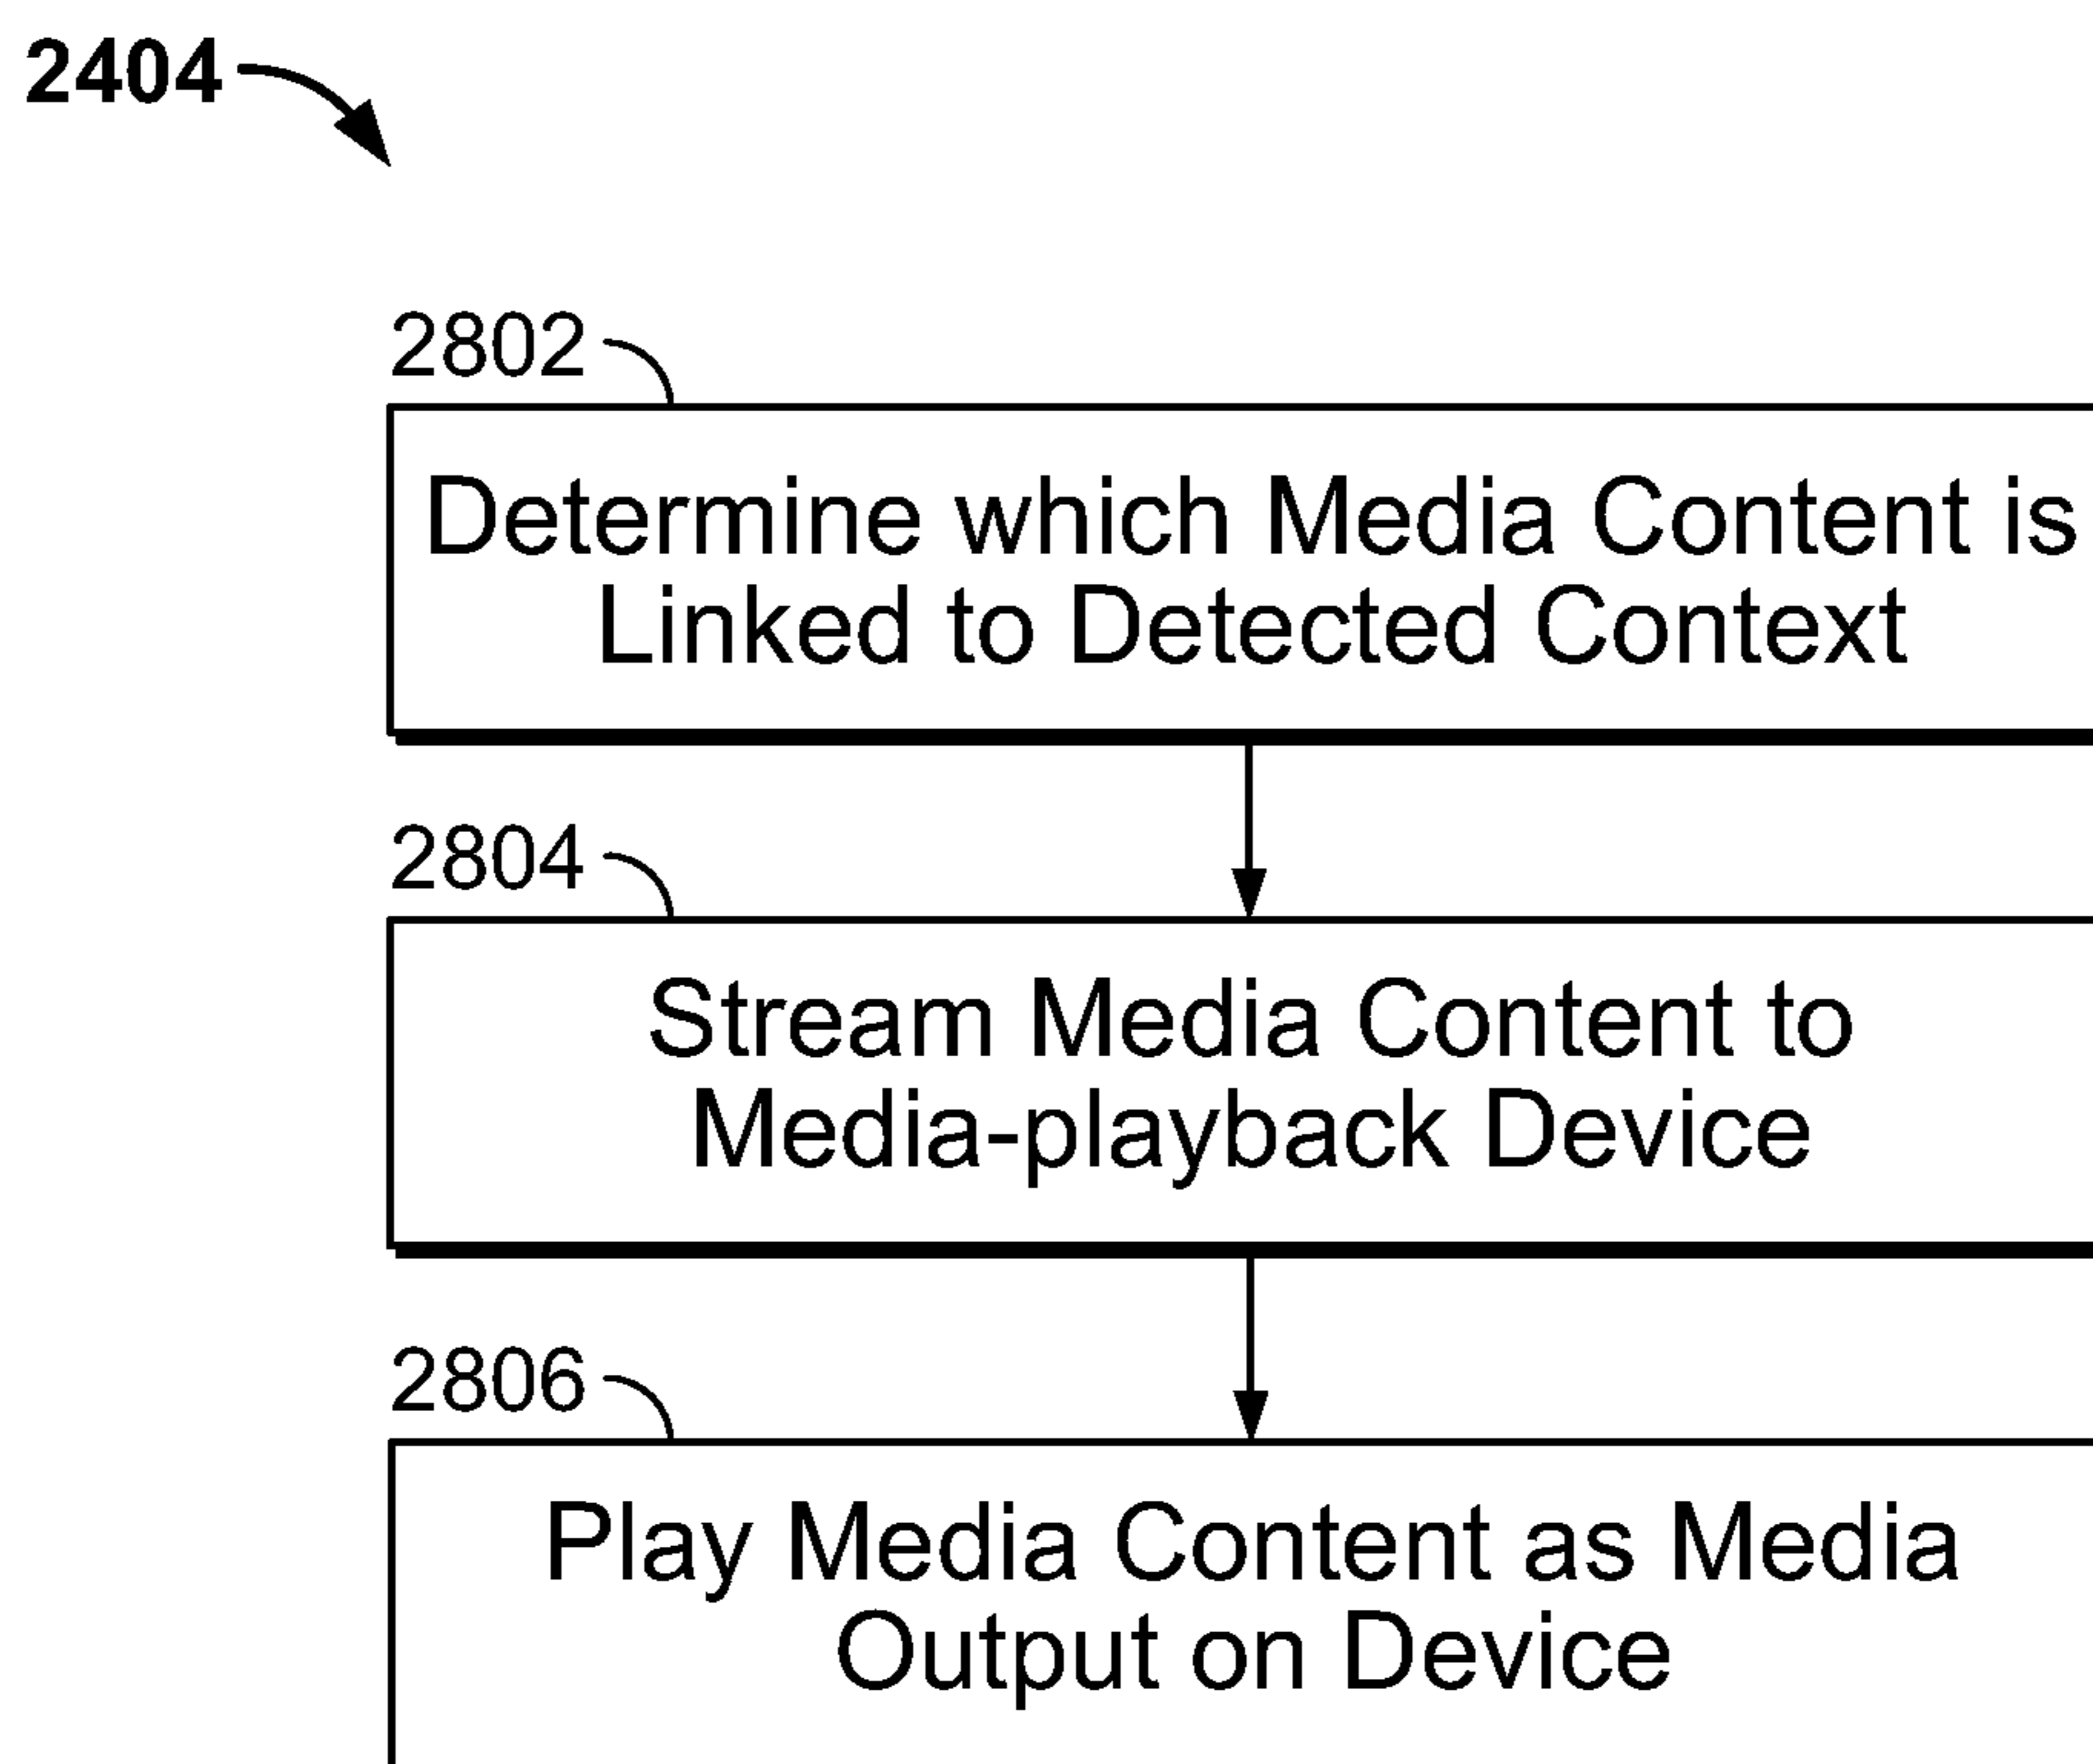 2404
2802
Determine which Media Content is
Linked to Detected Context
2804
Stream Media Content to
Media-playback Device
2806
Play Media Content as Media
Output on Device